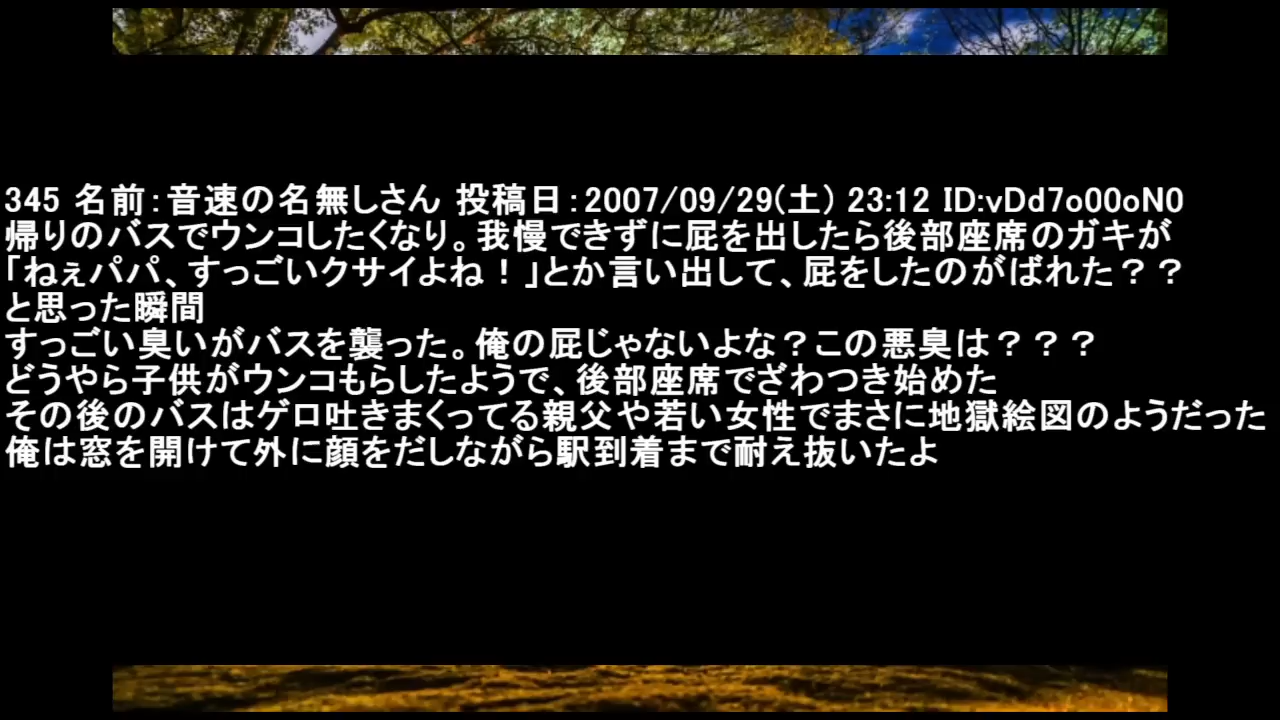 345 名前：音速の名無しさん 投稿日：2007/09/29(土) 23:12 ID:vDd7o00oN0
帰りのバスでウンコしたくなり。我慢できずに屁を出したら後部座席のガキが
「ねぇパパ、すっごいクサイよね！」とか言い出して、屁をしたのがばれた？？
と思った瞬間
すっごい臭いがバスを襲った。俺の屁じゃないよな？この悪臭は？？？
どうやら子供がウンコもらしたようで、後部座席でざわつき始めた
その後のバスはゲロ吐きまくってる親父や若い女性でまさに地獄絵図のようだった
俺は窓を開けて外に顔をだしながら駅到着まで耐え抜いたよ